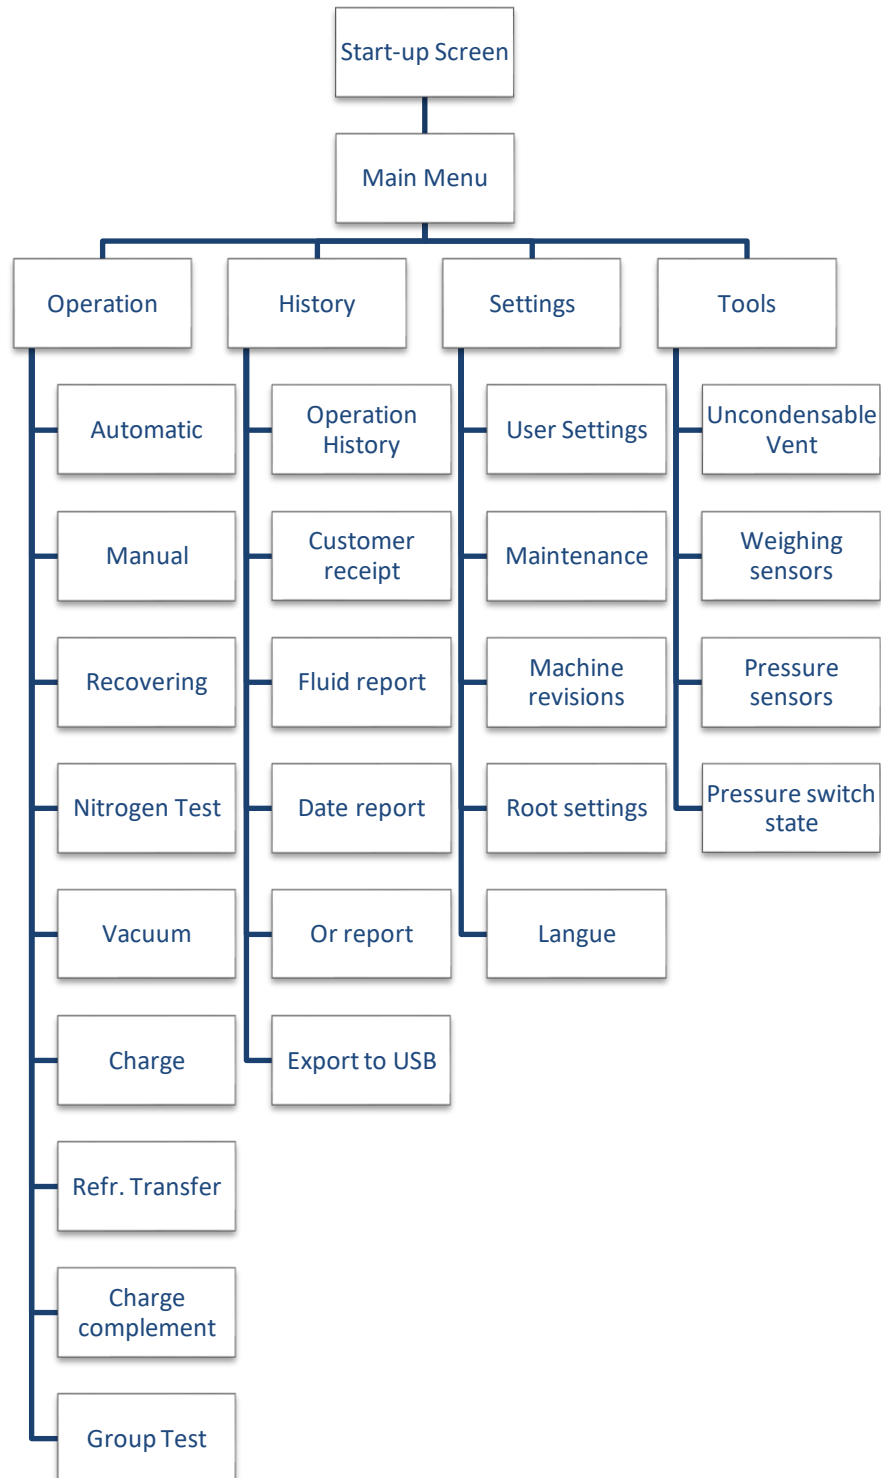 Start-up Screen
Main Menu
Operation
History
Settings
Tools
Automatic
Manual
Recovering
Nitrogen Test
Vacuum
Charge
Refr. Transfer
Charge
complement
Group Test
Operation
History
Customer
receipt
Fluid report
Date report
Or report
Export to USB
User Settings
Maintenance
Machine
revisions
Root settings
Langue
Uncondensable
Vent
Weighing
sensors
Pressure
sensors
Pressure switch
state